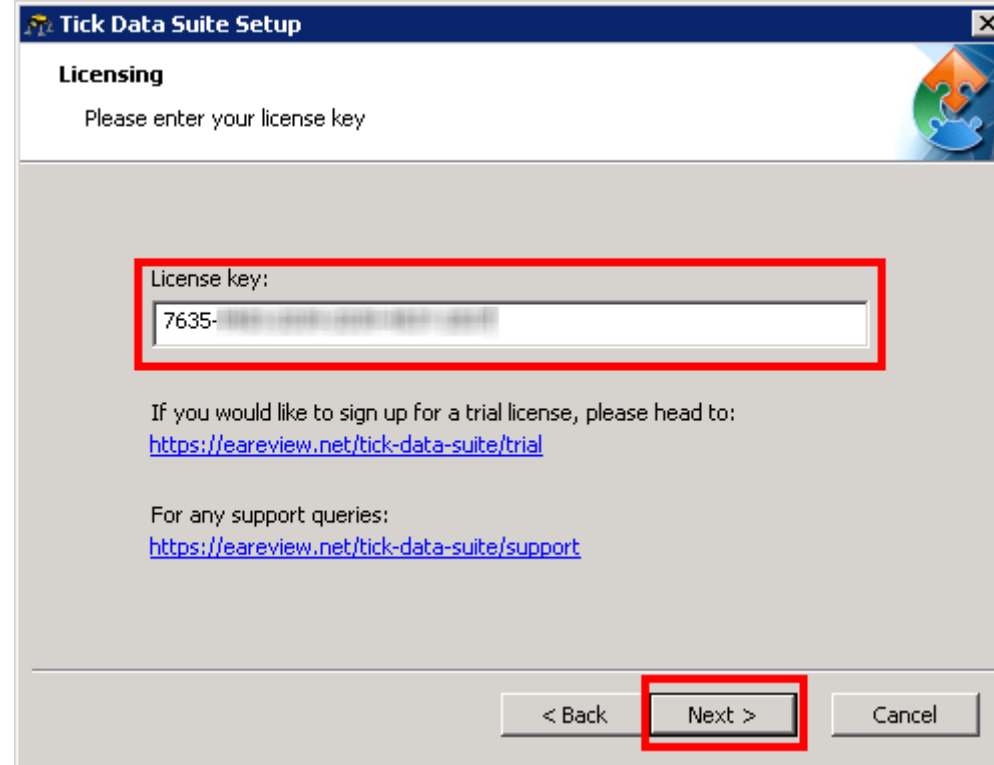 Tick Data Suite Setup
Licensing
Please enter your license key
License key:
7635-
If you would like to sign up for a trial license, please head to:
https://eareview.net/tick-data-suite/trial
For any support queries:
https://eareview.net/tick-data-suite/support
< Back
Next >
Cancel